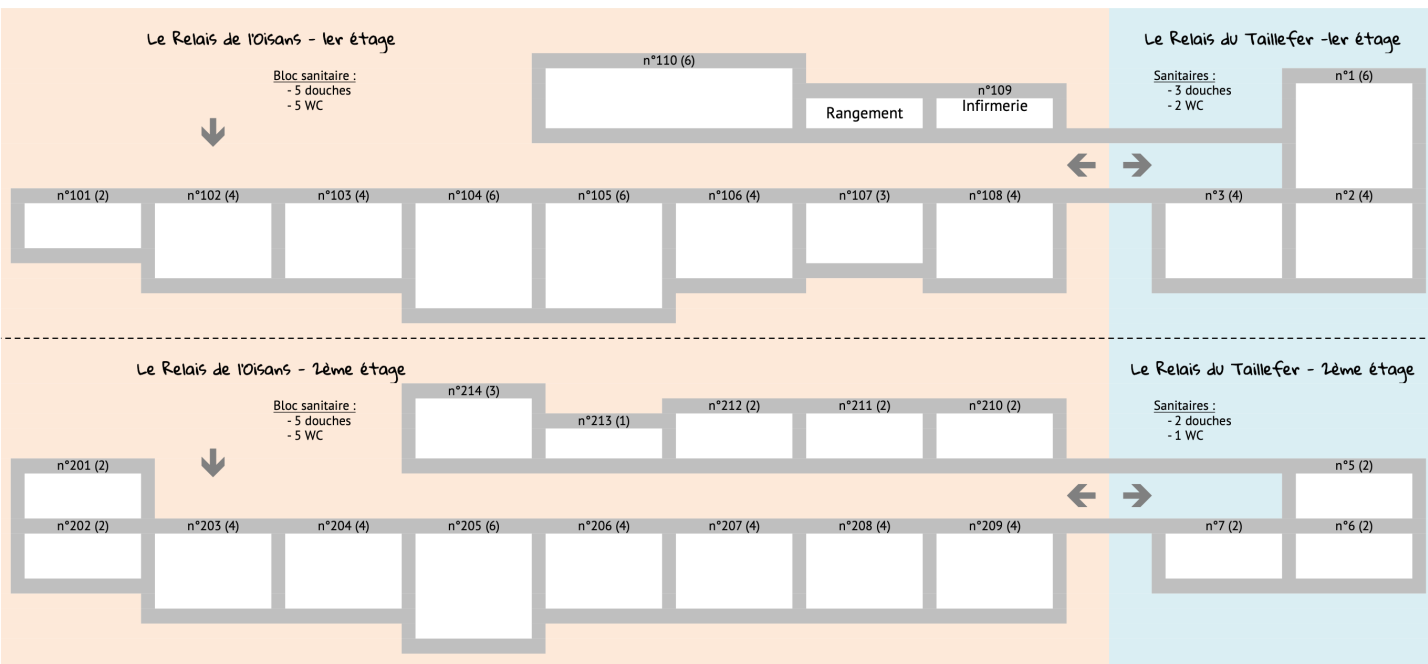 Le Relais de l'Oisans - 1er étage
Bloc sanitaire :
- 5 douches
- 5 WC
n°110 (6)
n°109
Rangement
Infirmerie
n°101 (2)
n°102 (4)
n°103 (4)
n°104 (6)
n°105 (6)
n°106 (4)
n°107 (3)
n°108 (4)
Le Relais du Taillefer -1er étage
Sanitaires :
- 3 douches
- 2 WC
n°1 (6)
n°3 (4)
n°2 (4)
Le Relais de l'Oisans - 2ème étage
Bloc sanitaire :
- 5 douches
- 5 WC
n°214 (3)
n°213 (1)
n°212 (2)
n°211 (2)
n°210 (2)
n°201 (2)
n°202 (2)
n°203 (4)
n°204 (4)
n°205 (6)
n°206 (4)
n°207 (4)
n°208 (4)
n°209 (4)
Le Relais du Taillefer - 2ème étage
Sanitaires :
- 2 douches
- 1 WC
n°5 (2)
n°7 (2)
n°6 (2)